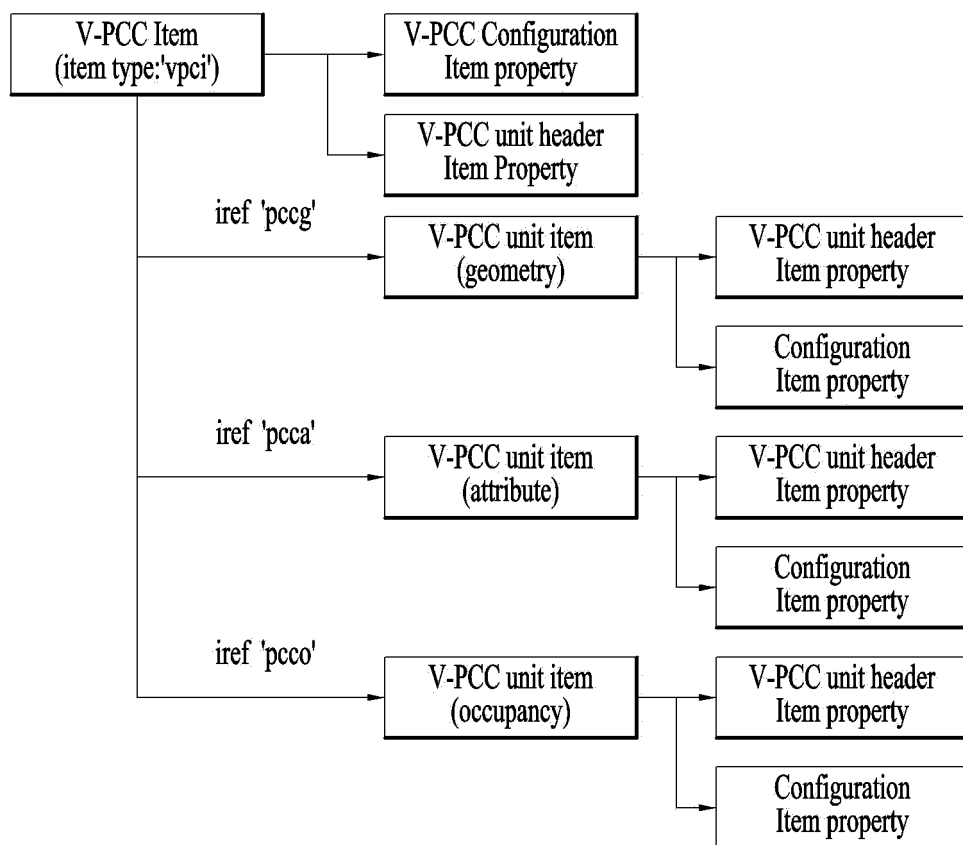 V-PCC Item
(item type:'vpci')
V-PCC Configuration
Item property
V-PCC unit header
Item Property
iref 'pccg'
V-PCC unit item
(geometry)
V-PCC unit header
Item property
Configuration
Item property
iref 'pcca'
V-PCC unit item
(attribute)
V-PCC unit header
Item property
Configuration
Item property
iref 'pcco'
V-PCC unit item
(occupancy)
V-PCC unit header
Item property
Configuration
Item property